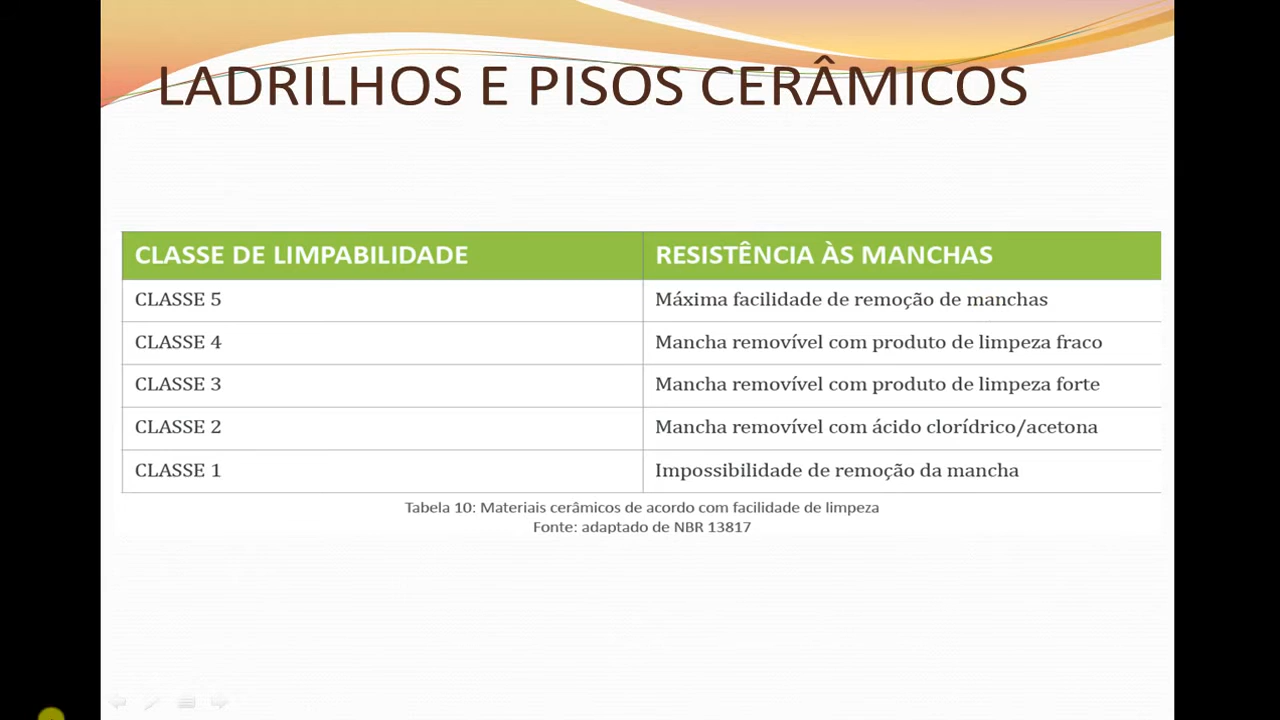 LADRILHOS E PISOS CERÂMICOS
CLASSE DE LIMPABILIDADE RESISTÊNCIA ÀS MANCHAS
CLASSE 5 Máxima facilidade de remoção de manchas
CLASSE 4 Mancha removível com produto de limpeza fraco
CLASSE 3 Mancha removível com produto de limpeza forte
CLASSE 2 Mancha removível com ácido clorídrico/acetona
CLASSE 1 Impossibilidade de remoção da mancha
Tabela 10: Materiais cerâmicos de acordo com facilidade de limpeza
Fonte: adaptado de NBR 13817